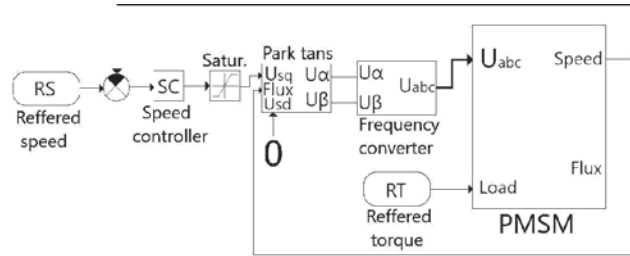 RS
Reffered
speed
SC
Speed
controller
Satur.
Park tans
Usq
Flux
Usd
Uα
Uβ
0
Uα
Uβ
Uabc
Frequency
converter
RT
Reffered
torque
Uabc
Speed
Flux
Load
PMSM